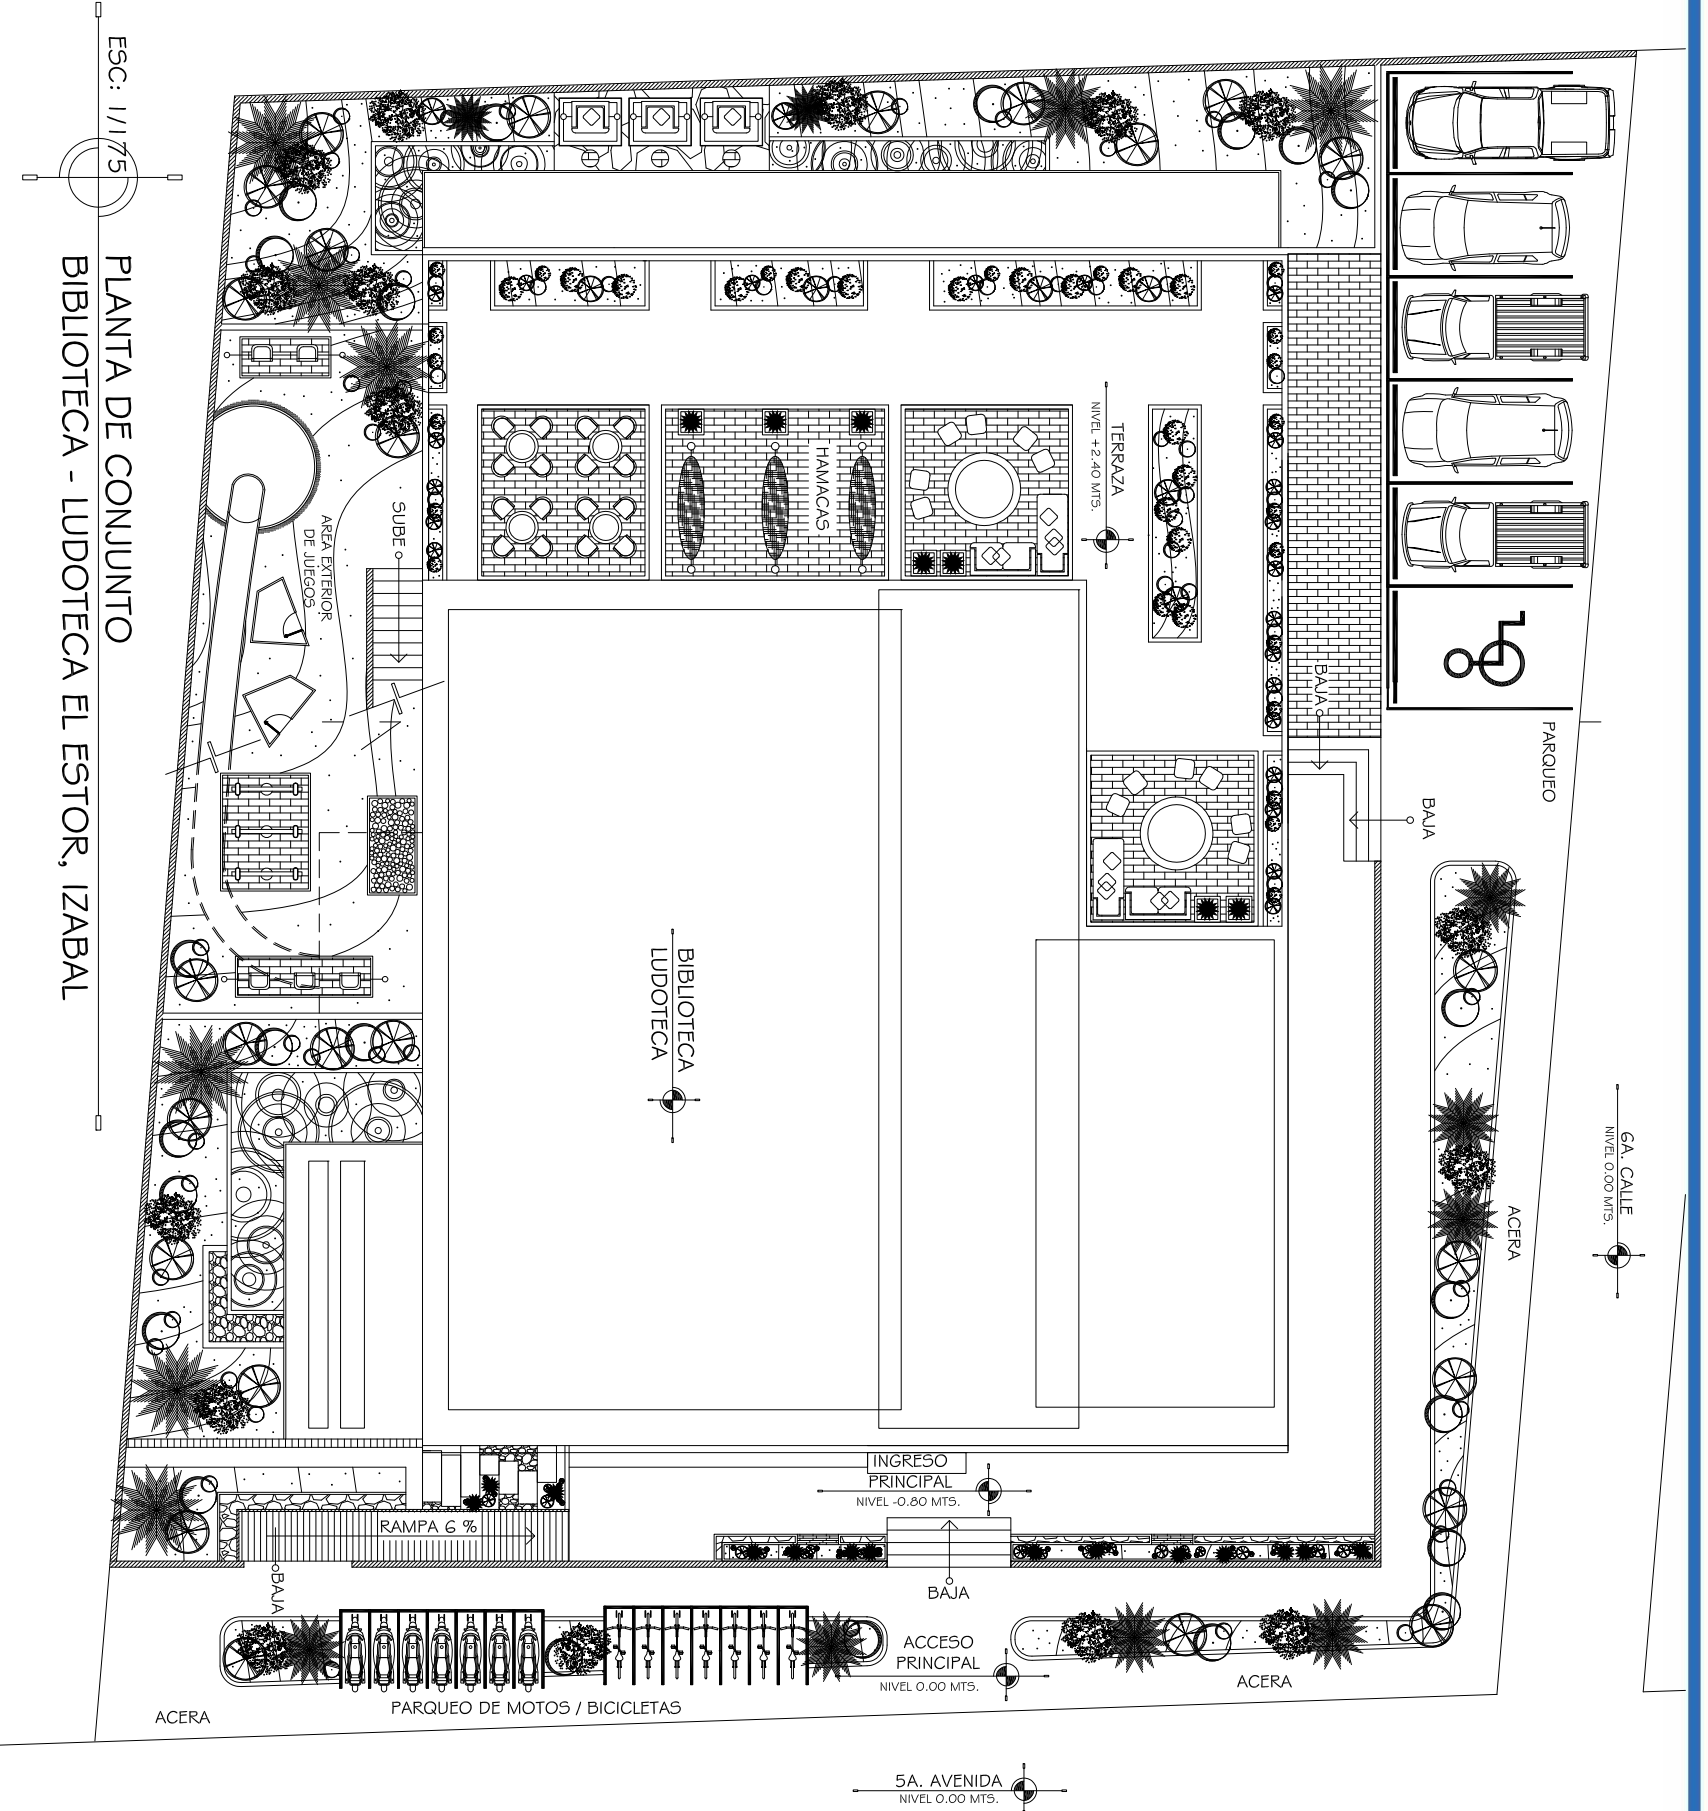 ESC: 1/175
PLANTA DE CONJUNTO
BIBLIOTECA - LUDOTECA EL ESTOR, IZABAL
HAMACAS
TERRAZA
NIVEL +2.40 MTS.
SUBE
AREA EXTERIOR
DE JUEGOS
BAJA
BAJA
PARQUEO
BIBLIOTECA
LUDOTECA
6A. CALLE
NIVEL 0.00 MTS.
ACERA
INGRESO
PRINCIPAL
NIVEL -0.80 MTS.
RAMPA 6 %
BAJA
BAJA
ACCESO
PRINCIPAL
NIVEL 0.00 MTS.
ACERA
PARQUEO DE MOTOS / BICICLETAS
ACERA
5A. AVENIDA
NIVEL 0.00 MTS.